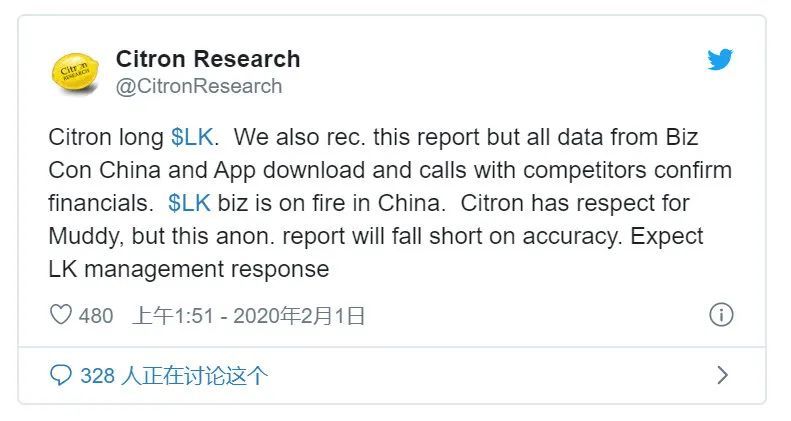 Citron Research
@CitronResearch
Citron long $LK. We also rec. this report but all data from Biz
Con China and App download and calls with competitors confirm
financials. $LK biz is on fire in China. Citron has respect for
Muddy, but this anon. report will fall short on accuracy. Expect
LK management response
480 上午1:51 - 2020年2月1日
328 人正在讨论这个
Citron
RESEARCH